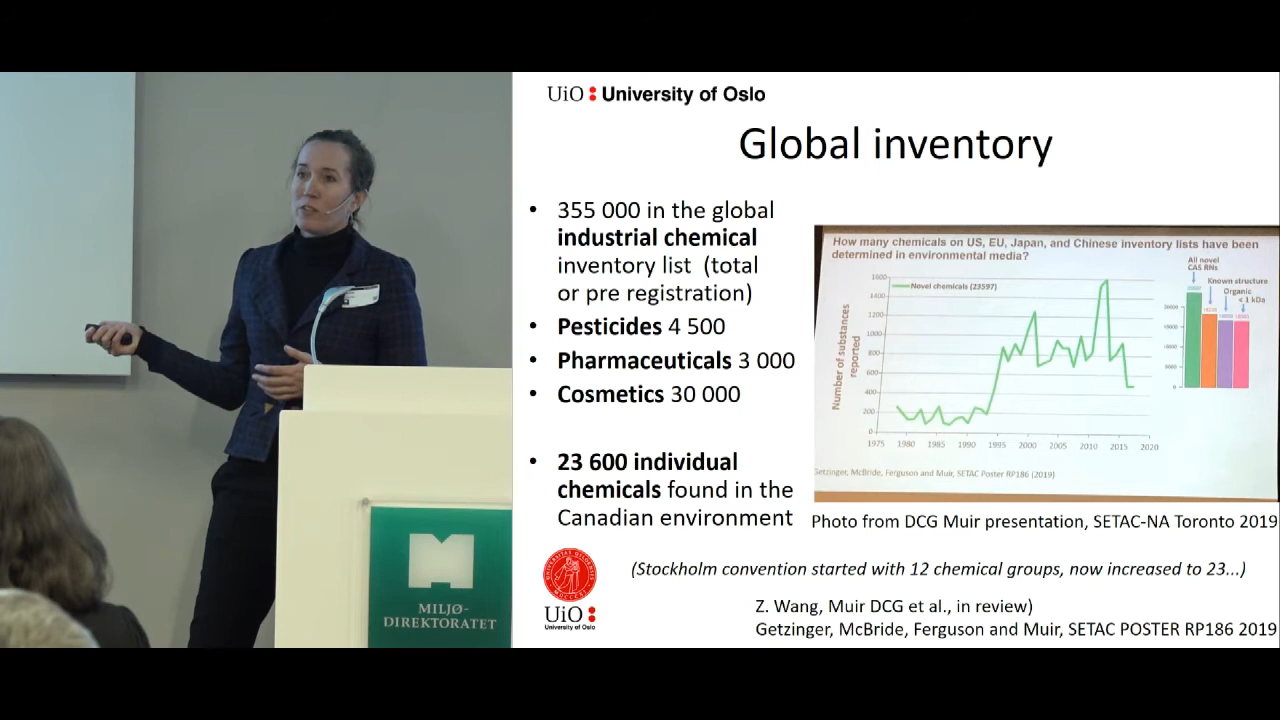 UiO University of Oslo
Global inventory
• 355 000 in the global
industrial chemical
inventory list (total
or pre registration)
• Pesticides 4 500
• Pharmaceuticals 3 000
• Cosmetics 30 000
• 23 600 individual
chemicals found in the
Canadian environment
How many chemicals on US, EU, Japan, and Chinese inventory lists have been
determined in environmental media?
All novel
CAS RNs
Known structure
Organic
< 1 kDa
Novel chemicals (23597)
Number of substances
reported
1600
1400
1200
1000
800
600
400
200
0
1975 1980 1985 1990 1995 2000 2005 2010 2015 2020
Getzinger, McBride, Ferguson and Muir, SETAC Poster RP186 (2019)
Photo from DCG Muir presentation, SETAC-NA Toronto 2019
(Stockholm convention started with 12 chemical groups, now increased to 23...)
Z. Wang, Muir DCG et al., in review)
Getzinger, McBride, Ferguson and Muir, SETAC POSTER RP186 2019
UiO
University of Oslo
MILJØ-
DIREKTORATET